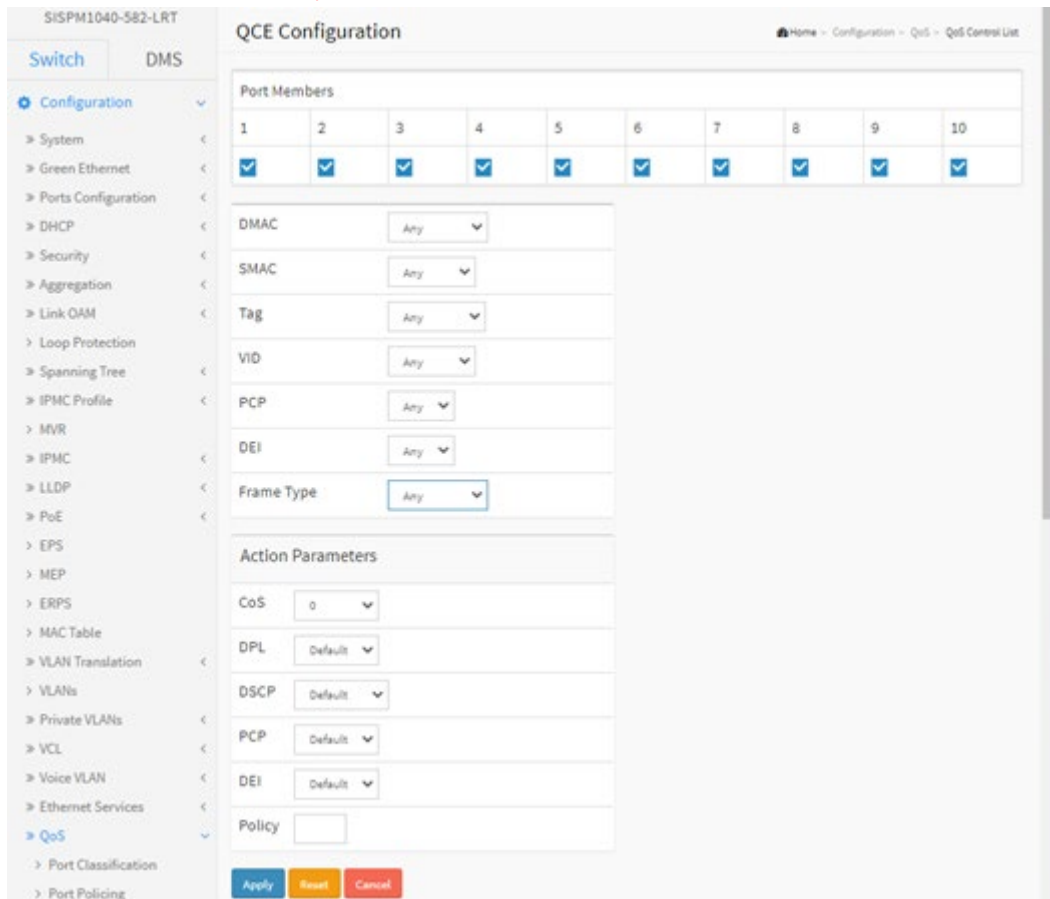 SISPM1040-582-LRT
Switch DMS
Configuration
» System
» Green Ethernet
» Ports Configuration
» DHCP
» Security
» Aggregation
» Link OAM
> Loop Protection
» Spanning Tree
» IPMC Profile
> MVR
» IPMC
» LLDP
» PoE
> EPS
> MEP
> ERPS
> MAC Table
» VLAN Translation
> VLANs
» Private VLANs
» VCL
» Voice VLAN
» Ethernet Services
» QoS
> Port Classification
> Port Policing
QCE Configuration
Home - Configuration - QoS - QoS Control List
Port Members
1 2 3 4 5 6 7 8 9 10
DMAC Any
SMAC Any
Tag Any
VID Any
PCP Any
DEI Any
Frame Type Any
Action Parameters
CoS 0
DPL Default
DSCP Default
PCP Default
DEI Default
Policy
Apply Reset Cancel